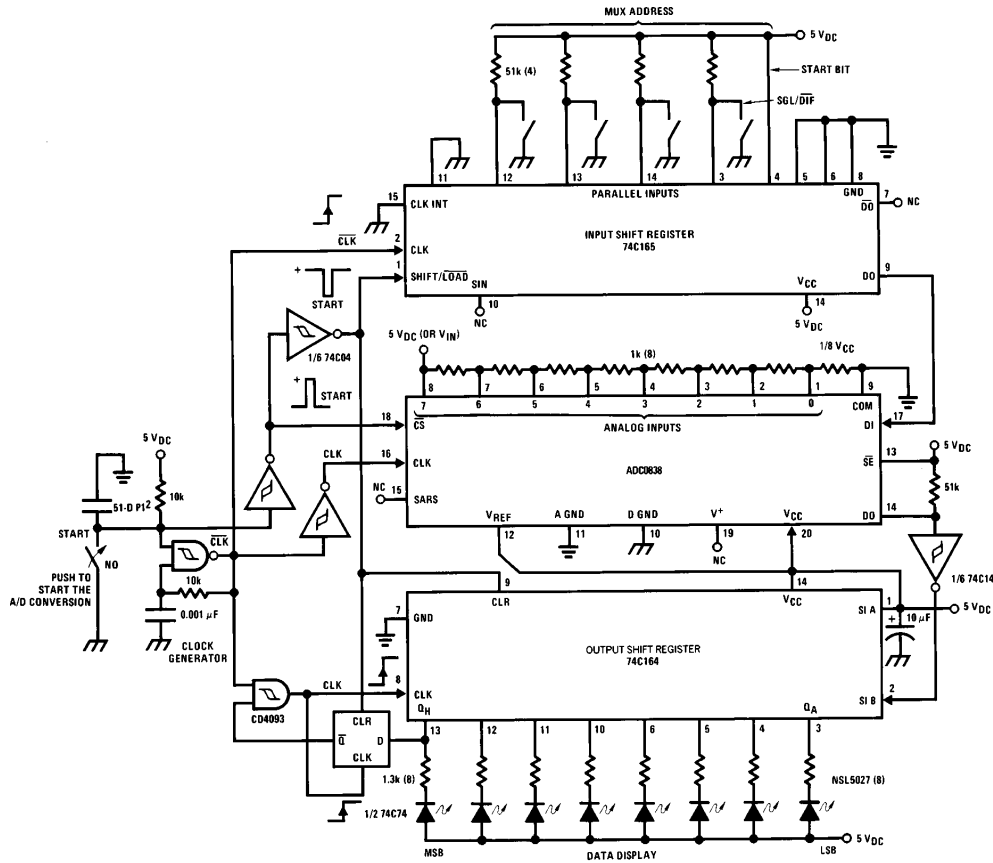 MUX ADDRESS
5 VDC
51k (4)
START BIT
SGL/DIF
11 12 13 14 3 4 5 6 8
PARALLEL INPUTS
GND
7
NC
DO
15
CLK INT
CLK
2
CLK
INPUT SHIFT REGISTER
74C165
1
SHIFT/LOAD
9
DO
SIN
10
NC
VCC
14
5 VDC
+
START
1/6 74C04
+
START
5 VDC (OR VIN)
1k (8)
1/8 VCC
8 7 6 5 4 3 2 1 9
7 6 5 4 3 2 1 0
COM
ANALOG INPUTS
18
CS
DI
17
CLK
16
CLK
ADC0838
13
SE
5 VDC
51k
NC
15
SARS
14
DO
VREF
A GND
D GND
V+
VCC
12 11 10 19 20
NC
1/6 74C14
5 VDC
10k
51-D P1²
START
NO
PUSH TO
START THE
A/D CONVERSION
CLK
10k
0.001 µF
CLOCK
GENERATOR
9
CLR
14
VCC
7
GND
1
SI A
5 VDC
+
10 µF
OUTPUT SHIFT REGISTER
74C164
CLK
8
CLK
2
SI B
QH
QA
CD4093
13 12 11 10 6 5 4 3
CLR
Q D
CLK
1/2 74C74
1.3k (8)
NSL5027 (8)
MSB
DATA DISPLAY
LSB
5 VDC